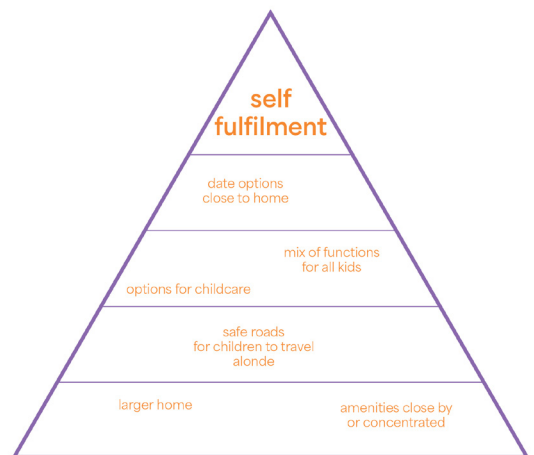 self
fulfilment
date options
close to home
mix of functions
for all kids
options for childcare
safe roads
for children to travel
alonde
larger home
amenities close by
or concentrated